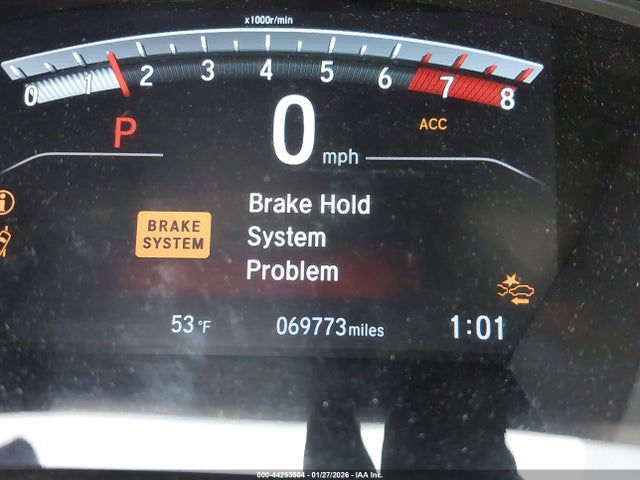 x1000r/min
0 1 2 3 4 5 6 7 8
P
0 mph
ACC
BRAKE
SYSTEM
Brake Hold
System
Problem
53 °F
069773 miles
1:01
000-44253504 - 01/27/2026 - IAA Inc.